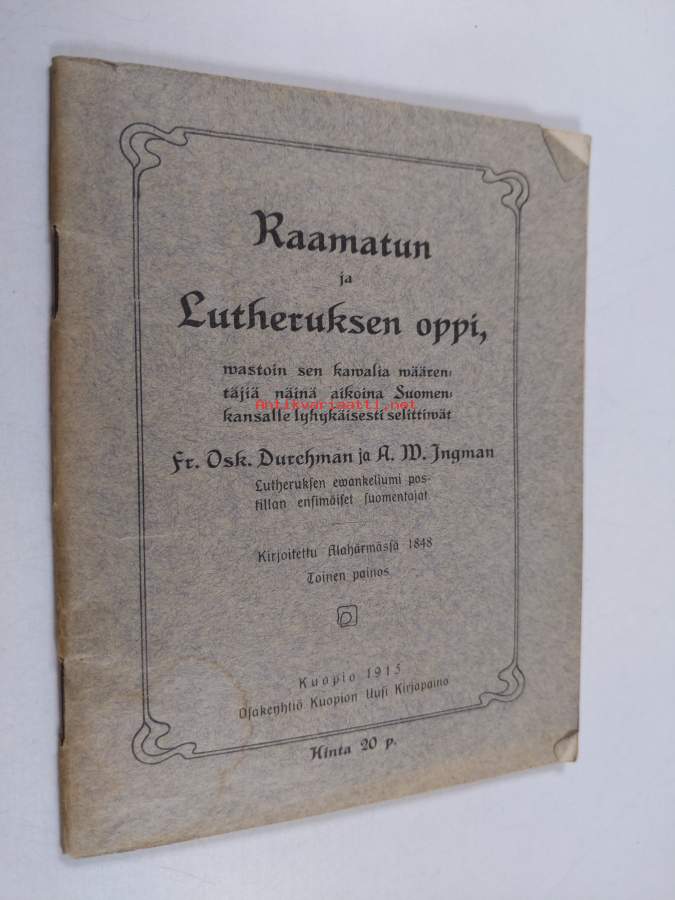 Raamatun
ja
Lutheruksen oppi,
wastoin sen kawalia määren-
täjiä näinä aikoina Suomen-
Antikvariaatti.net
kansalle lyhykäisesti selittiwät
Fr. Osk. Durchman ja A. W. Ingman
Lutheruksen ewankeliumi pos-
tillan ensimäiset suomentajat
Kirjoitettu Alahärmässä 1848
Toinen painos
Kuopio 1915
Osakeyhtiö Kuopion Uusi Kirjapaino
Hinta 20 p.